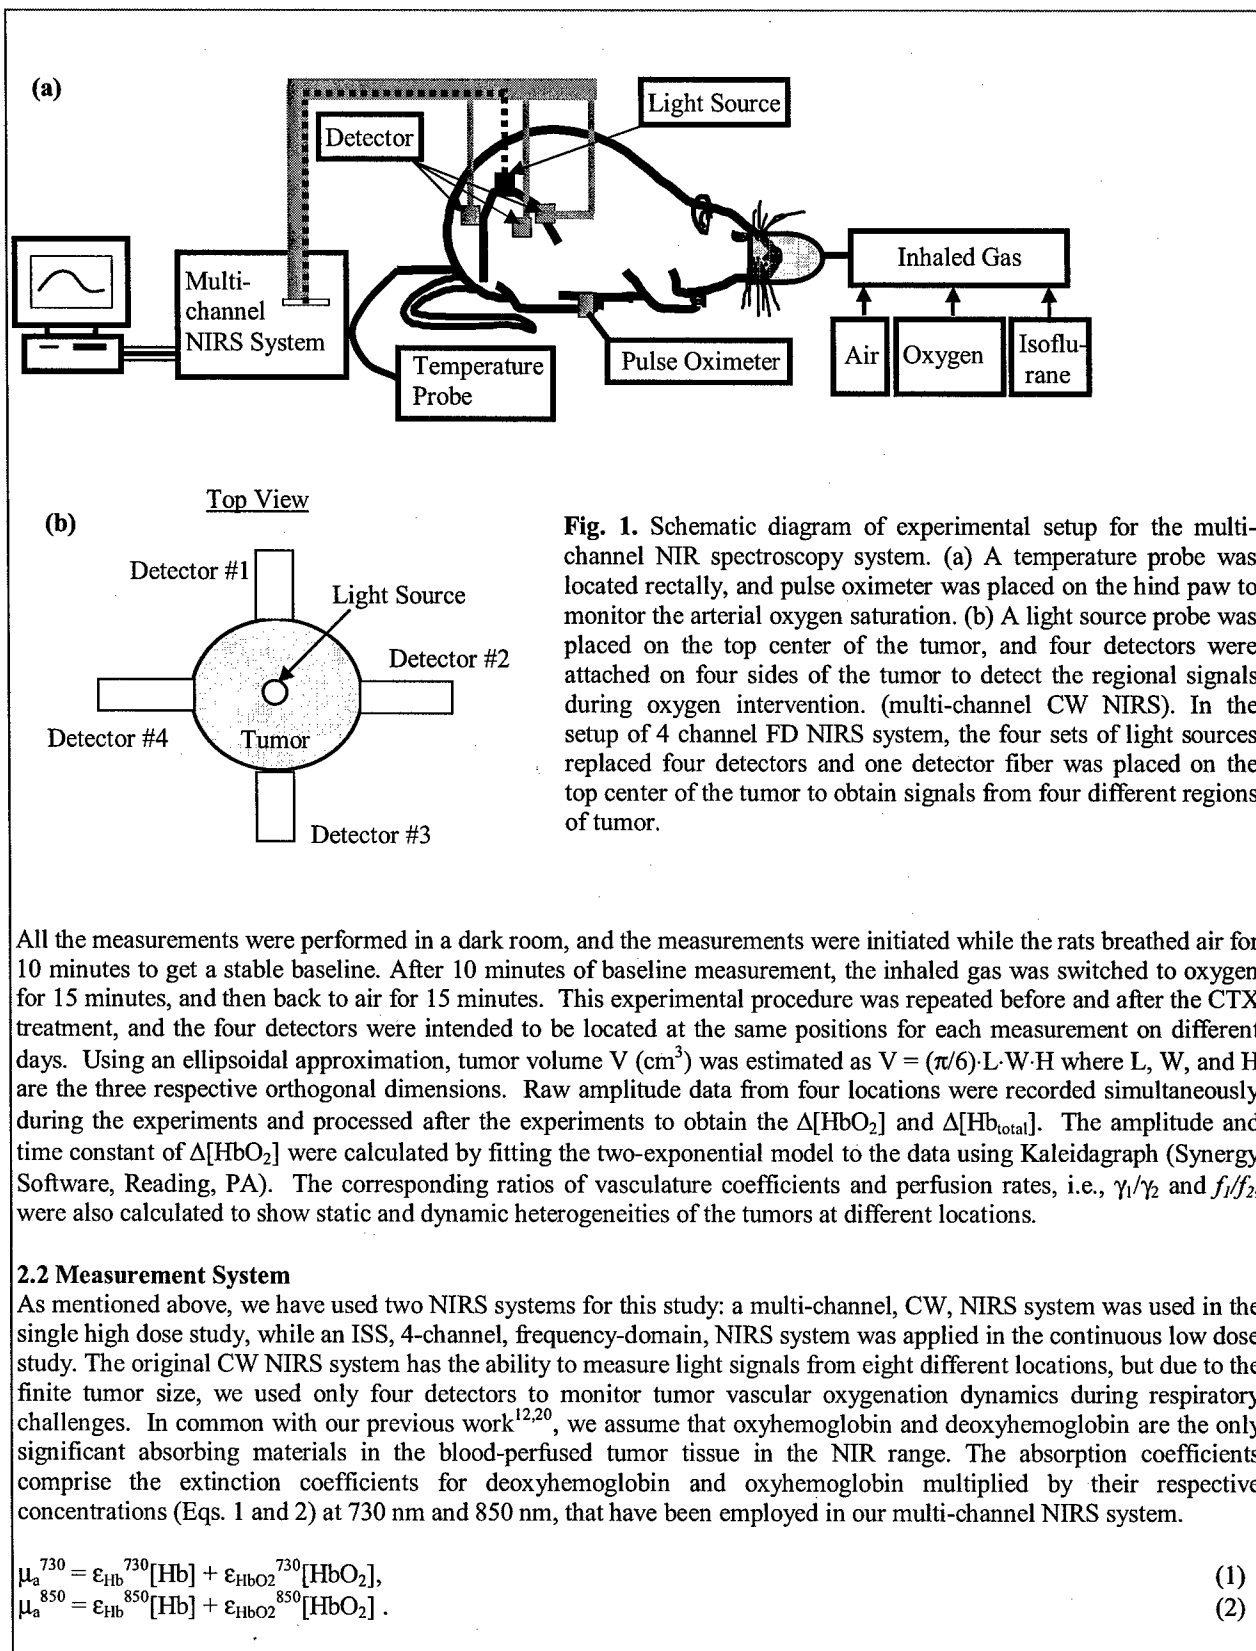 (a)
Light Source
Detector
Multi-
channel
NIRS System
Inhaled Gas
Temperature
Probe
Pulse Oximeter
Air
Oxygen
Isoflu-
rane
Top View
(b)
Detector #1
Light Source
Detector #2
Detector #4
Tumor
Detector #3
Fig. 1. Schematic diagram of experimental setup for the multi-
channel NIR spectroscopy system. (a) A temperature probe was
located rectally, and pulse oximeter was placed on the hind paw to
monitor the arterial oxygen saturation. (b) A light source probe was
placed on the top center of the tumor, and four detectors were
attached on four sides of the tumor to detect the regional signals
during oxygen intervention. (multi-channel CW NIRS). In the
setup of 4 channel FD NIRS system, the four sets of light sources
replaced four detectors and one detector fiber was placed on the
top center of the tumor to obtain signals from four different regions
of tumor.
All the measurements were performed in a dark room, and the measurements were initiated while the rats breathed air for
10 minutes to get a stable baseline. After 10 minutes of baseline measurement, the inhaled gas was switched to oxygen
for 15 minutes, and then back to air for 15 minutes. This experimental procedure was repeated before and after the CTX
treatment, and the four detectors were intended to be located at the same positions for each measurement on different
days. Using an ellipsoidal approximation, tumor volume V (cm³) was estimated as V = (π/6)·L·W·H where L, W, and H
are the three respective orthogonal dimensions. Raw amplitude data from four locations were recorded simultaneously
during the experiments and processed after the experiments to obtain the Δ[HbO₂] and Δ[Hb_total]. The amplitude and
time constant of Δ[HbO₂] were calculated by fitting the two-exponential model to the data using Kaleidagraph (Synergy
Software, Reading, PA). The corresponding ratios of vasculature coefficients and perfusion rates, i.e., γ₁/γ₂ and f₁/f₂,
were also calculated to show static and dynamic heterogeneities of the tumors at different locations.
2.2 Measurement System
As mentioned above, we have used two NIRS systems for this study: a multi-channel, CW, NIRS system was used in the
single high dose study, while an ISS, 4-channel, frequency-domain, NIRS system was applied in the continuous low dose
study. The original CW NIRS system has the ability to measure light signals from eight different locations, but due to the
finite tumor size, we used only four detectors to monitor tumor vascular oxygenation dynamics during respiratory
challenges. In common with our previous work¹²,²⁰, we assume that oxyhemoglobin and deoxyhemoglobin are the only
significant absorbing materials in the blood-perfused tumor tissue in the NIR range. The absorption coefficients
comprise the extinction coefficients for deoxyhemoglobin and oxyhemoglobin multiplied by their respective
concentrations (Eqs. 1 and 2) at 730 nm and 850 nm, that have been employed in our multi-channel NIRS system.
μₐ⁷³⁰ = ε_Hb⁷³⁰[Hb] + ε_HbO2⁷³⁰[HbO₂], (1)
μₐ⁸⁵⁰ = ε_Hb⁸⁵⁰[Hb] + ε_HbO2⁸⁵⁰[HbO₂] . (2)